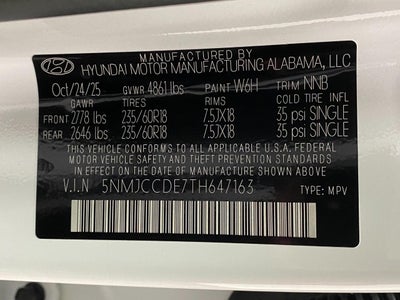 MANUFACTURED BY
HYUNDAI MOTOR MANUFACTURING ALABAMA, LLC
Oct/24/25 GVWR 4861 lbs PAINT W6H TRIM NNB
GAWR TIRES RIMS COLD TIRE INFL
FRONT 2778 lbs 235/60R18 7.5JX18 35 psi SINGLE
REAR 2646 lbs 235/60R18 7.5JX18 35 psi SINGLE
THIS VEHICLE CONFORMS TO ALL APPLICABLE U.S. FEDERAL
MOTOR VEHICLE SAFETY STANDARDS IN EFFECT ON THE
DATE OF MANUFACTURE SHOWN ABOVE.
V.I.N 5NMJCCDE7TH647163 TYPE: MPV